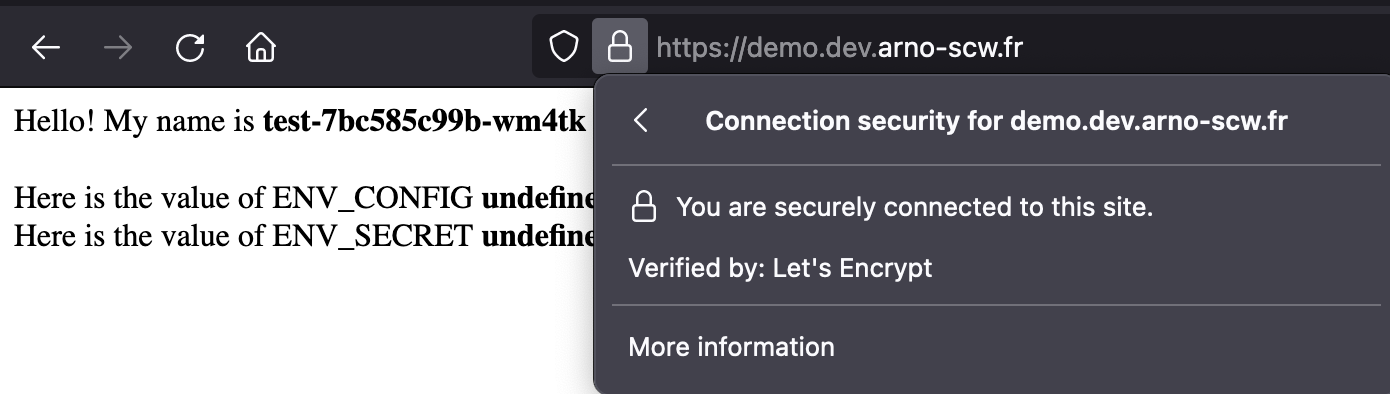 https://demo.dev.arno-scw.fr
Hello! My name is test-7bc585c99b-wm4tk
Here is the value of ENV_CONFIG
Here is the value of ENV_SECRET
Connection security for demo.dev.arno-scw.fr
You are securely connected to this site.
Verified by: Let's Encrypt
More information